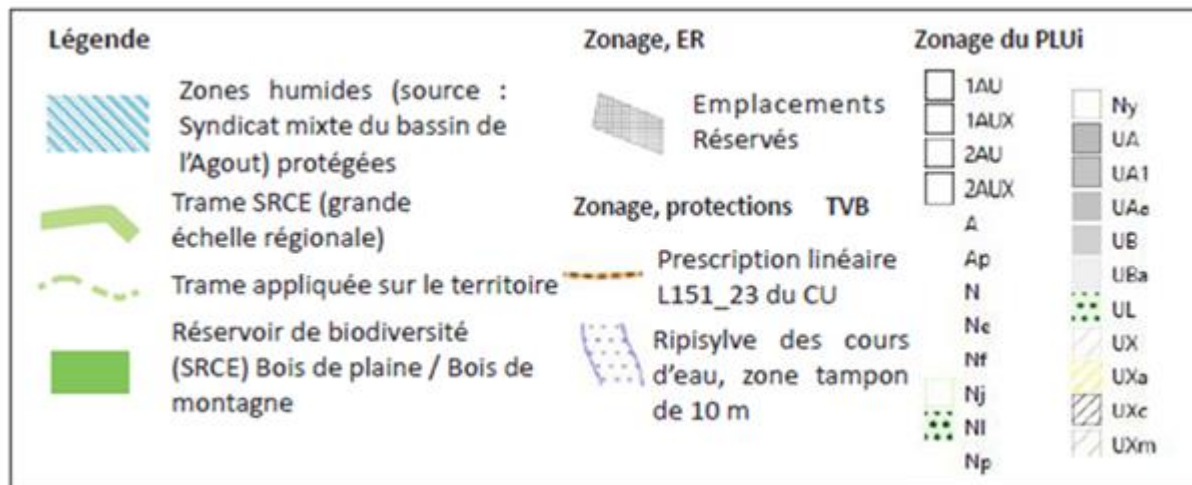 Légende
Zones humides (source :
Syndicat mixte du bassin de
l'Agout) protégées
Trame SRCE (grande
échelle régionale)
Trame appliquée sur le territoire
Réservoir de biodiversité
(SRCE) Bois de plaine / Bois de
montagne
Zonage, ER
Emplacements
Réservés
Zonage, protections TVB
Prescription linéaire
L151_23 du CU
Ripisylve des cours
d'eau, zone tampon
de 10 m
Zonage du PLUi
1AU
1AUX
2AU
2AUX
A
Ap
N
Ne
Nf
Nj
Nl
Np
Ny
UA
UA1
UAa
UB
UBa
UL
UX
UXa
UXc
UXm